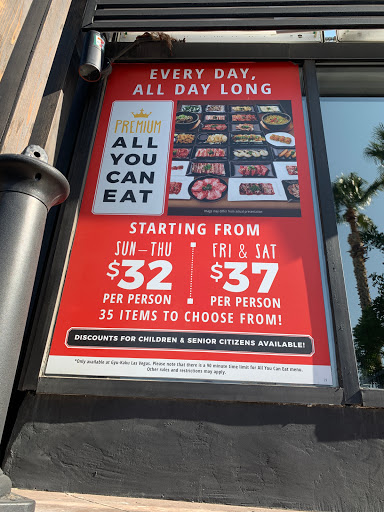 EVERY DAY,
ALL DAY LONG
PREMIUM
ALL
YOU
CAN
EAT
STARTING FROM
SUN—THU
$32
PER PERSON
FRI & SAT
$37
PER PERSON
35 ITEMS TO CHOOSE FROM!
DISCOUNTS FOR CHILDREN & SENIOR CITIZENS AVAILABLE!
*Only available at Gyu-Kaku Las Vegas. Please note that there is a 90 minute time limit for All You Can Eat menu.
Other rules and restrictions may apply.